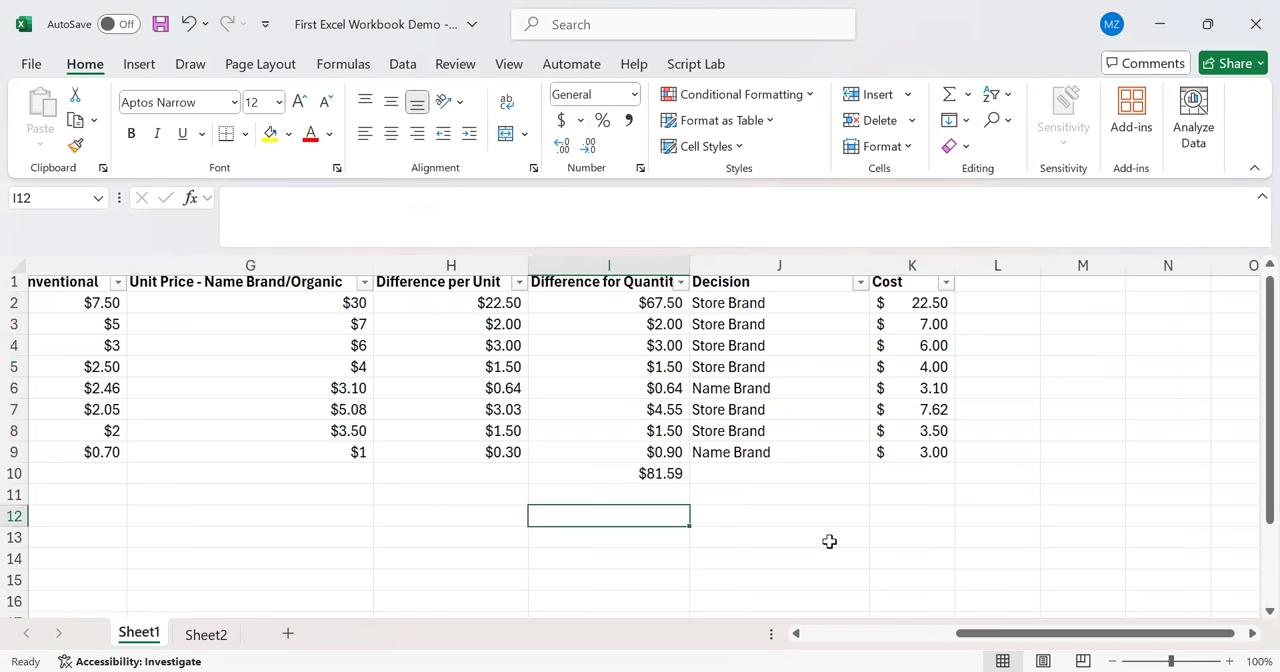 AutoSave Off First Excel Workbook Demo -... Search MZ
File Home Insert Draw Page Layout Formulas Data Review View Automate Help Script Lab Comments Share
Paste Aptos Narrow 12 A A General Conditional Formatting Insert Σ Sensitivity Add-ins Analyze Data
B I U A ab $ % 9 Format as Table Delete
.00 .00 Cell Styles Format
Clipboard Font Alignment Number Styles Cells Editing Sensitivity Add-ins
I12 fx
G H I J K L M N O
1 nventional Unit Price - Name Brand/Organic Difference per Unit Difference for Quantit Decision Cost
2 $7.50 $30 $22.50 $67.50 Store Brand $ 22.50
3 $5 $7 $2.00 $2.00 Store Brand $ 7.00
4 $3 $6 $3.00 $3.00 Store Brand $ 6.00
5 $2.50 $4 $1.50 $1.50 Store Brand $ 4.00
6 $2.46 $3.10 $0.64 $0.64 Name Brand $ 3.10
7 $2.05 $5.08 $3.03 $4.55 Store Brand $ 7.62
8 $2 $3.50 $1.50 $1.50 Store Brand $ 3.50
9 $0.70 $1 $0.30 $0.90 Name Brand $ 3.00
10 $81.59
11
12
13
14
15
16
Sheet1 Sheet2
Ready Accessibility: Investigate 100%